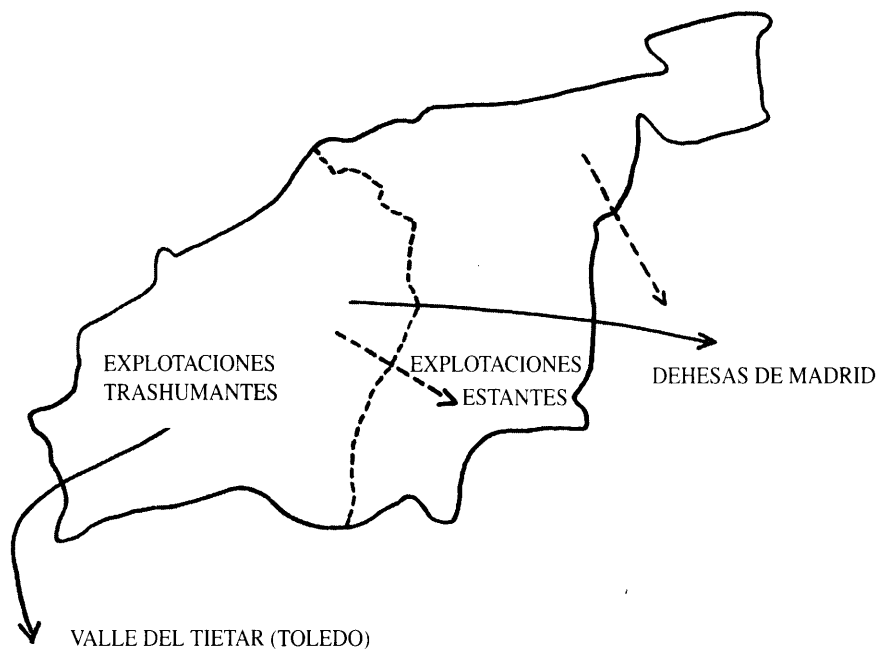 EXPLOTACIONES
TRASHUMANTES
EXPLOTACIONES
ESTANTES
DEHESAS DE MADRID
VALLE DEL TIETAR (TOLEDO)